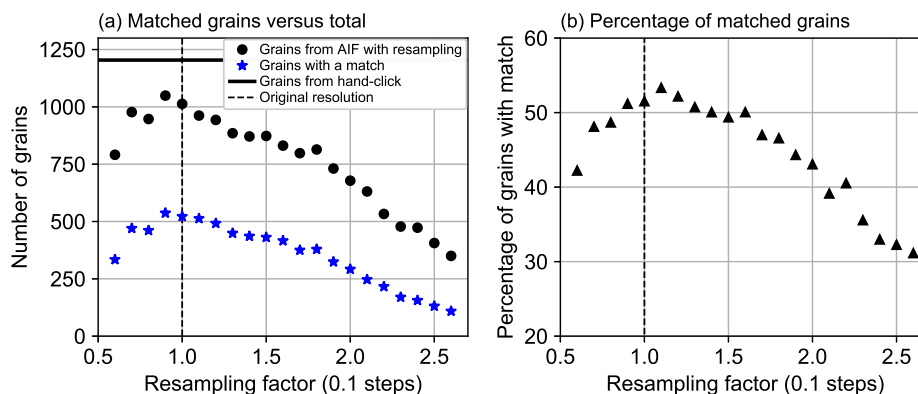 (a) Matched grains versus total
Number of grains
1250
1000
750
500
250
0
Grains from AIF with resampling
Grains with a match
Grains from hand-click
Original resolution
0.5 1.0 1.5 2.0 2.5
Resampling factor (0.1 steps)
(b) Percentage of matched grains
Percentage of grains with match
60
50
40
30
20
0.5 1.0 1.5 2.0 2.5
Resampling factor (0.1 steps)